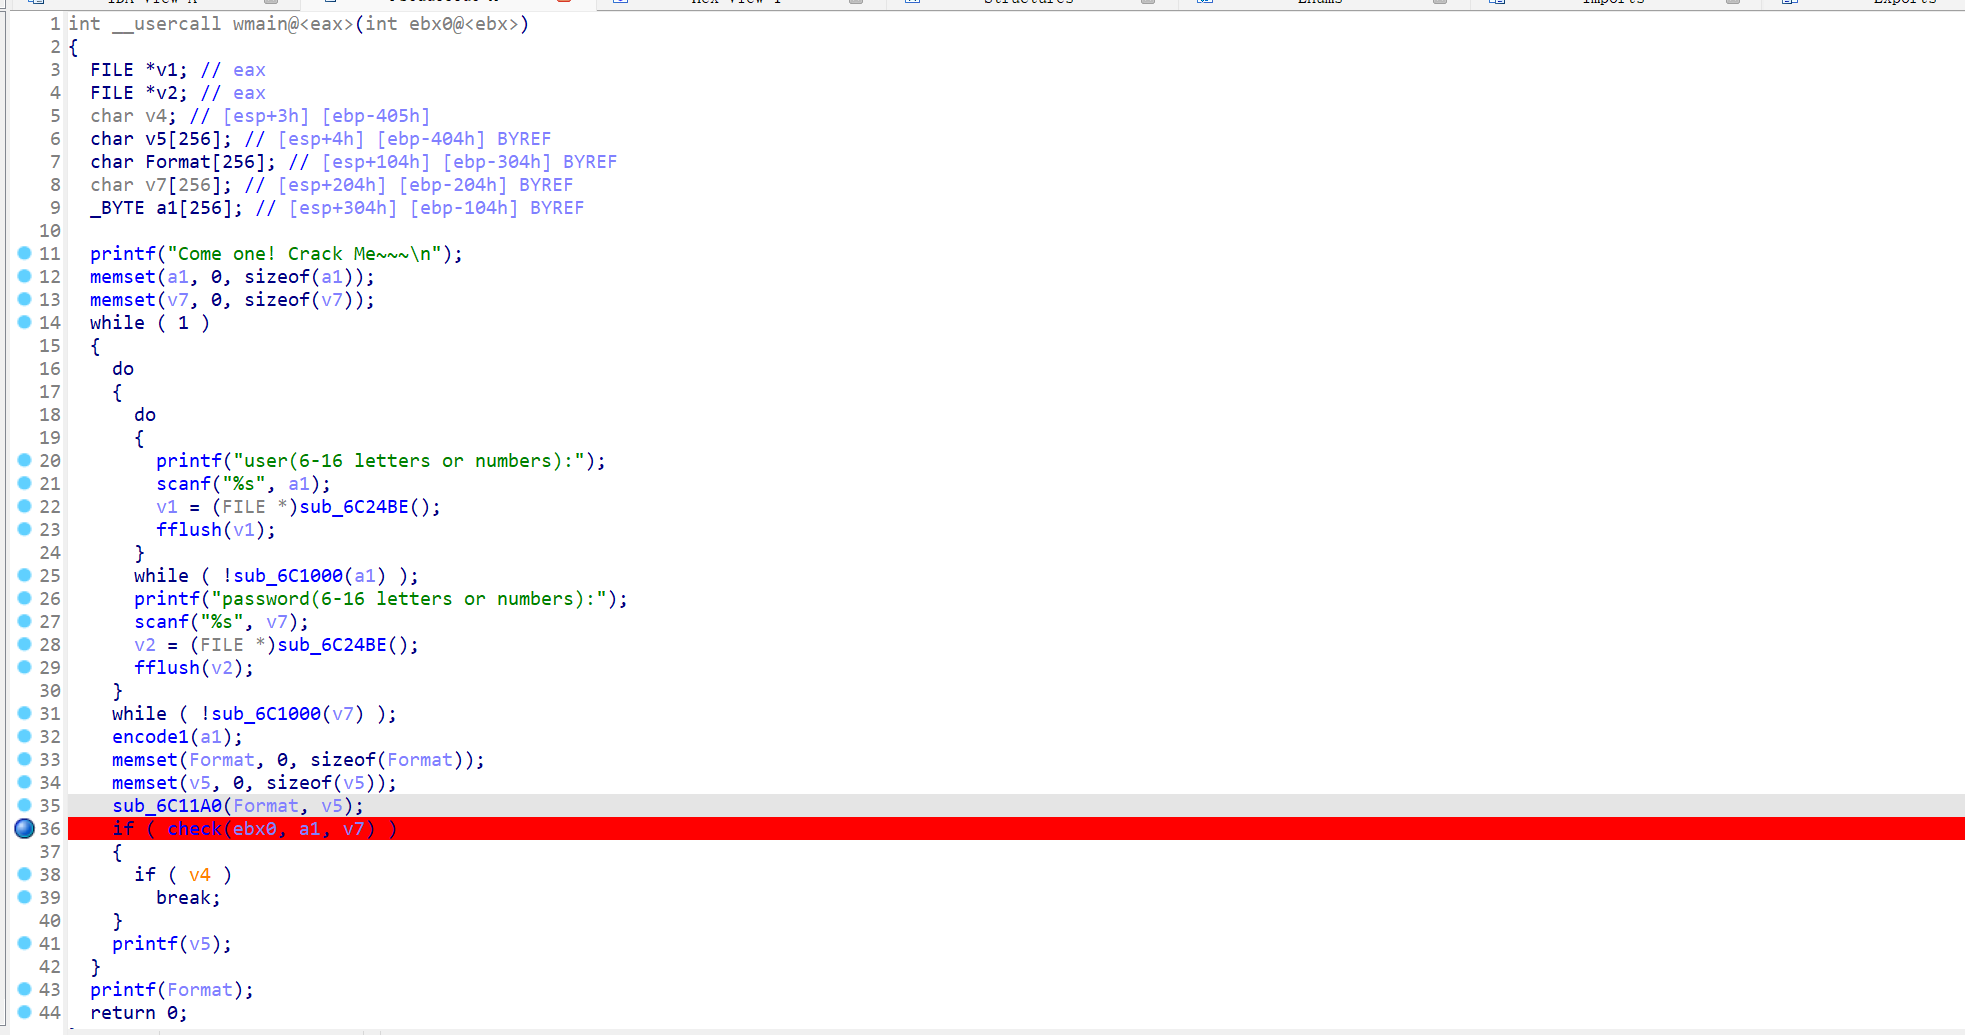 Structures
Enums
Imports
Exports
1 int __usercall wmain@<eax>(int ebx0@<ebx>)
2 {
3   FILE *v1; // eax
4   FILE *v2; // eax
5   char v4; // [esp+3h] [ebp-405h]
6   char v5[256]; // [esp+4h] [ebp-404h] BYREF
7   char Format[256]; // [esp+104h] [ebp-304h] BYREF
8   char v7[256]; // [esp+204h] [ebp-204h] BYREF
9   _BYTE a1[256]; // [esp+304h] [ebp-104h] BYREF
10
11   printf("Come one! Crack Me~~~\n");
12   memset(a1, 0, sizeof(a1));
13   memset(v7, 0, sizeof(v7));
14   while ( 1 )
15   {
16     do
17     {
18       do
19       {
20         printf("user(6-16 letters or numbers):");
21         scanf("%s", a1);
22         v1 = (FILE *)sub_6C24BE();
23         fflush(v1);
24       }
25       while ( !sub_6C1000(a1) );
26       printf("password(6-16 letters or numbers):");
27       scanf("%s", v7);
28       v2 = (FILE *)sub_6C24BE();
29       fflush(v2);
30     }
31     while ( !sub_6C1000(v7) );
32     encode1(a1);
33     memset(Format, 0, sizeof(Format));
34     memset(v5, 0, sizeof(v5));
35     sub_6C11A0(Format, v5);
36     if ( check(ebx0, a1, v7) )
37     {
38       if ( v4 )
39         break;
40     }
41     printf(v5);
42   }
43   printf(Format);
44   return 0;